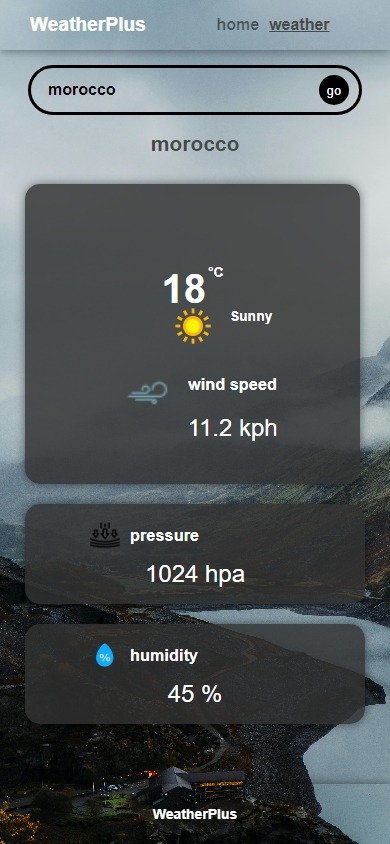 WeatherPlus home weather
morocco go
morocco
18 °C
Sunny
wind speed
11.2 kph
pressure
1024 hpa
%
humidity
45 %
WeatherPlus